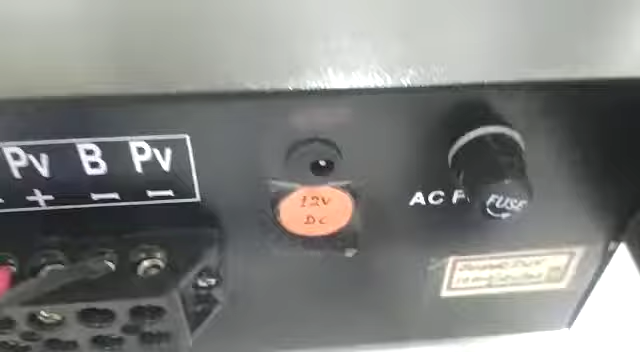 Pv B Pv
+ − −
12V
DC
AC F
FUSE